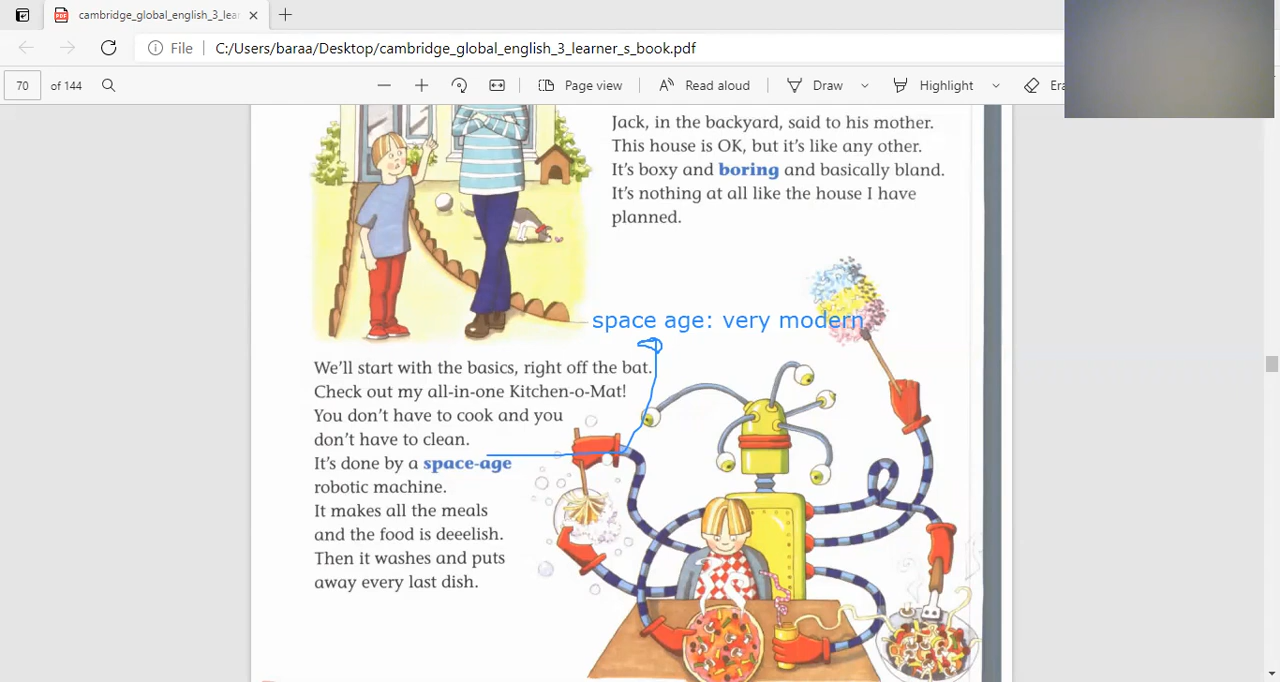 cambridge_global_english_3_lear
File
C:/Users/baraa/Desktop/cambridge_global_english_3_learner_s_book.pdf
70 of 144
Page view
Read aloud
Draw
Highlight
Era
Jack, in the backyard, said to his mother.
This house is OK, but it's like any other.
It's boxy and boring and basically bland.
It's nothing at all like the house I have
planned.
space age: very modern
We'll start with the basics, right off the bat.
Check out my all-in-one Kitchen-o-Mat!
You don't have to cook and you
don't have to clean.
It's done by a space-age
robotic machine.
It makes all the meals
and the food is deeelish.
Then it washes and puts
away every last dish.